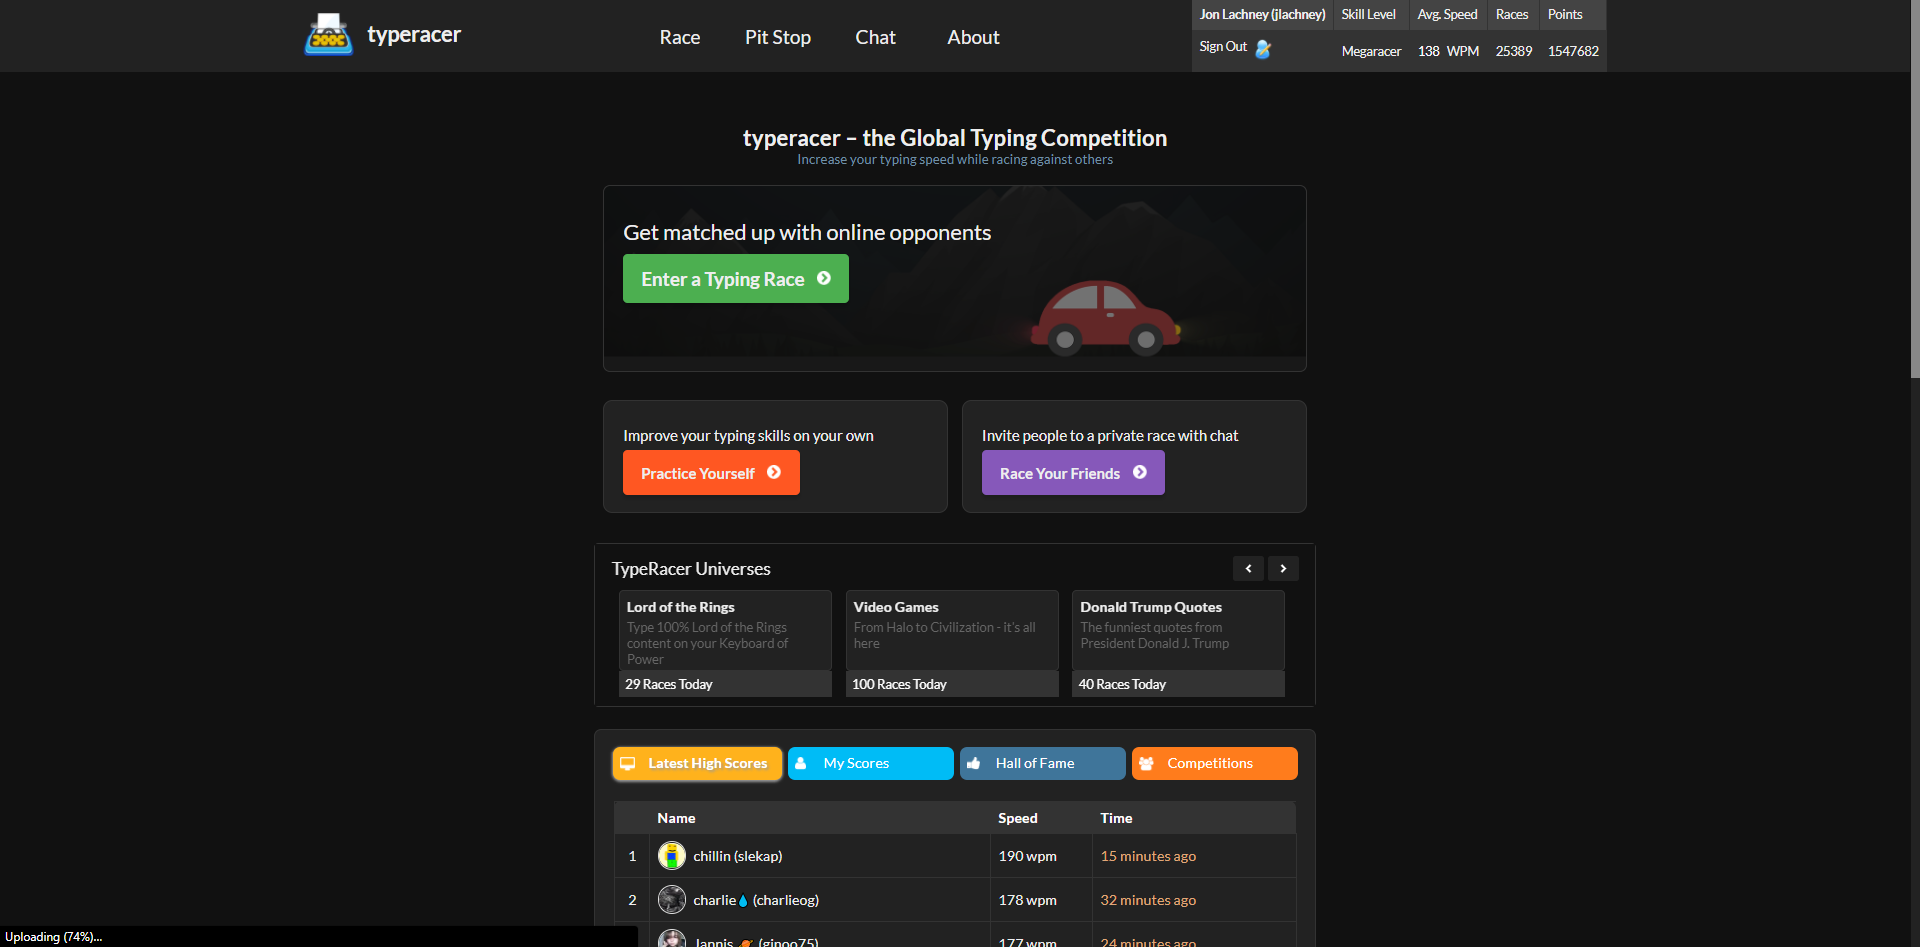 typeracer
Race Pit Stop Chat About
Jon Lachney (jlachney) Skill Level Avg. Speed Races Points
Sign Out Megaracer 138 WPM 25389 1547682
typeracer – the Global Typing Competition
Increase your typing speed while racing against others
Get matched up with online opponents
Enter a Typing Race
Improve your typing skills on your own
Practice Yourself
Invite people to a private race with chat
Race Your Friends
TypeRacer Universes
Lord of the Rings
Type 100% Lord of the Rings
content on your Keyboard of
Power
29 Races Today
Video Games
From Halo to Civilization - it's all
here
100 Races Today
Donald Trump Quotes
The funniest quotes from
President Donald J. Trump
40 Races Today
Latest High Scores My Scores Hall of Fame Competitions
Name Speed Time
1 chillin (slekap) 190 wpm 15 minutes ago
2 charlie💧 (charlieog) 178 wpm 32 minutes ago
Jannis 🪐 (ginoo75) 177 wpm 24 minutes ago
Uploading (74%)...